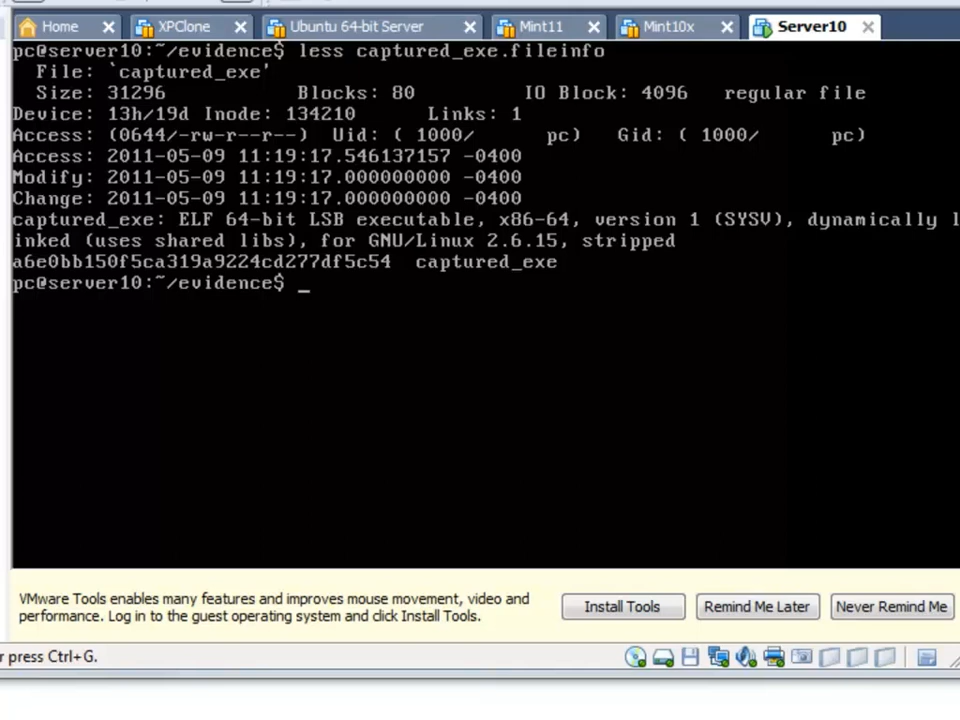 Home XPClone Ubuntu 64-bit Server Mint11 Mint10x Server10
pc@server10:~/evidence$ less captured_exe.fileinfo
File: `captured_exe'
Size: 31296 Blocks: 80 IO Block: 4096 regular file
Device: 13h/19d Inode: 134210 Links: 1
Access: (0644/-rw-r--r--) Uid: ( 1000/ pc) Gid: ( 1000/ pc)
Access: 2011-05-09 11:19:17.546137157 -0400
Modify: 2011-05-09 11:19:17.000000000 -0400
Change: 2011-05-09 11:19:17.000000000 -0400
captured_exe: ELF 64-bit LSB executable, x86-64, version 1 (SYSV), dynamically l
inked (uses shared libs), for GNU/Linux 2.6.15, stripped
a6e0bb150f5ca319a9224cd277df5c54 captured_exe
pc@server10:~/evidence$ _
VMware Tools enables many features and improves mouse movement, video and
performance. Log in to the guest operating system and click Install Tools.
Install Tools Remind Me Later Never Remind Me
r press Ctrl+G.